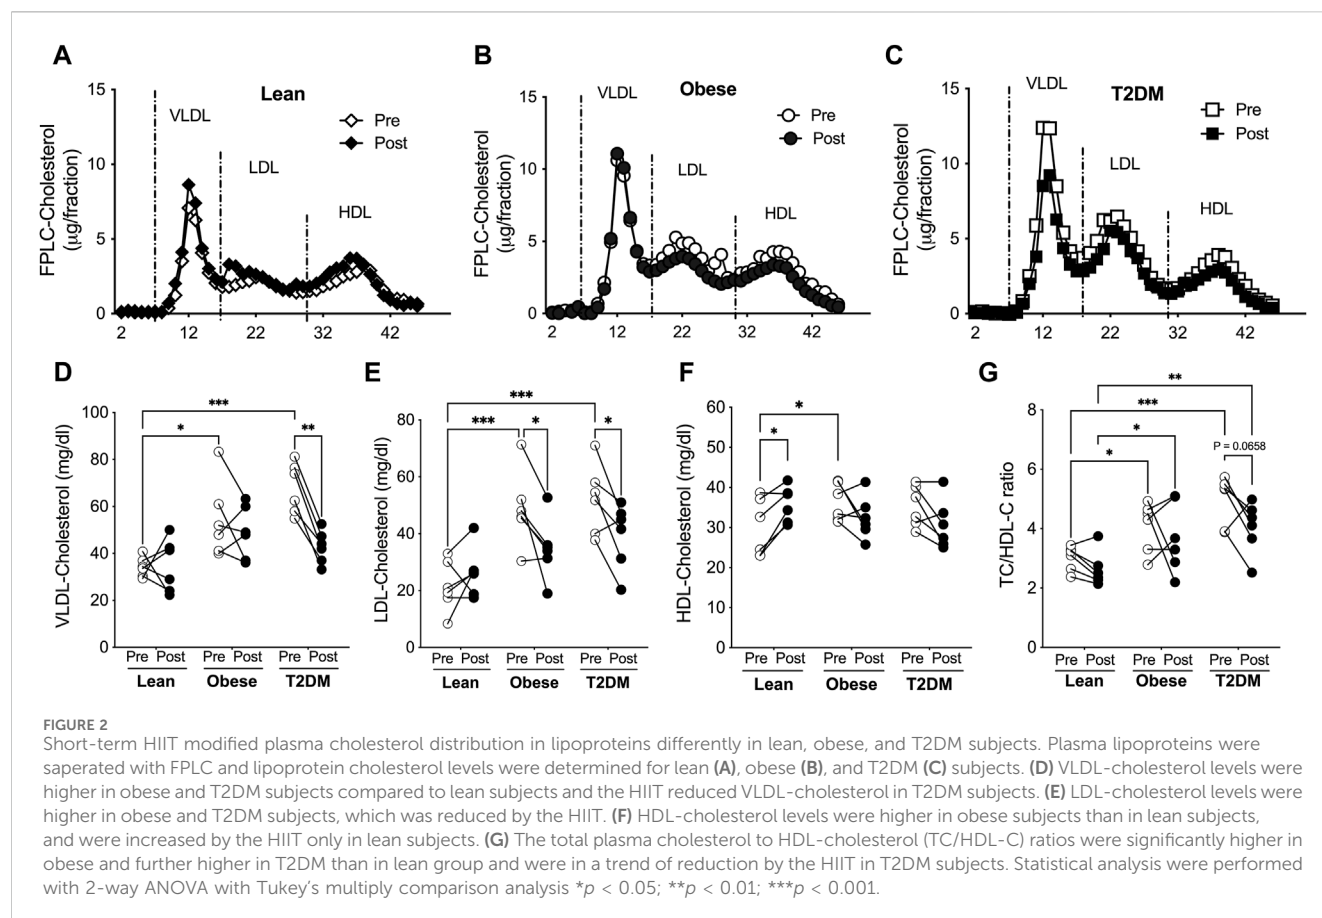 A
Lean
15
10
5
0
FPLC-Cholesterol
(μg/fraction)
VLDL
LDL
HDL
Pre
Post
2 12 22 32 42
B
Obese
15
10
5
0
FPLC-Cholesterol
(μg/fraction)
VLDL
LDL
HDL
Pre
Post
2 12 22 32 42
C
T2DM
15
10
5
0
FPLC-Cholesterol
(μg/fraction)
VLDL
LDL
HDL
Pre
Post
2 12 22 32 42
D
VLDL-Cholesterol (mg/dl)
100
80
60
40
20
0
***
*
**
Pre Post Pre Post Pre Post
Lean Obese T2DM
E
LDL-Cholesterol (mg/dl)
80
60
40
20
0
***
*** * *
Pre Post Pre Post Pre Post
Lean Obese T2DM
F
HDL-Cholesterol (mg/dl)
60
50
40
30
20
10
0
*
*
Pre Post Pre Post Pre Post
Lean Obese T2DM
G
TC/HDL-C ratio
8
6
4
2
0
**
***
*
P = 0.0658
*
Pre Post Pre Post Pre Post
Lean Obese T2DM
FIGURE 2
Short-term HIIT modified plasma cholesterol distribution in lipoproteins differently in lean, obese, and T2DM subjects. Plasma lipoproteins were
saperated with FPLC and lipoprotein cholesterol levels were determined for lean (A), obese (B), and T2DM (C) subjects. (D) VLDL-cholesterol levels were
higher in obese and T2DM subjects compared to lean subjects and the HIIT reduced VLDL-cholesterol in T2DM subjects. (E) LDL-cholesterol levels were
higher in obese and T2DM subjects, which was reduced by the HIIT. (F) HDL-cholesterol levels were higher in obese subjects than in lean subjects,
and were increased by the HIIT only in lean subjects. (G) The total plasma cholesterol to HDL-cholesterol (TC/HDL-C) ratios were significantly higher in
obese and further higher in T2DM than in lean group and were in a trend of reduction by the HIIT in T2DM subjects. Statistical analysis were performed
with 2-way ANOVA with Tukey's multiply comparison analysis *p < 0.05; **p < 0.01; ***p < 0.001.